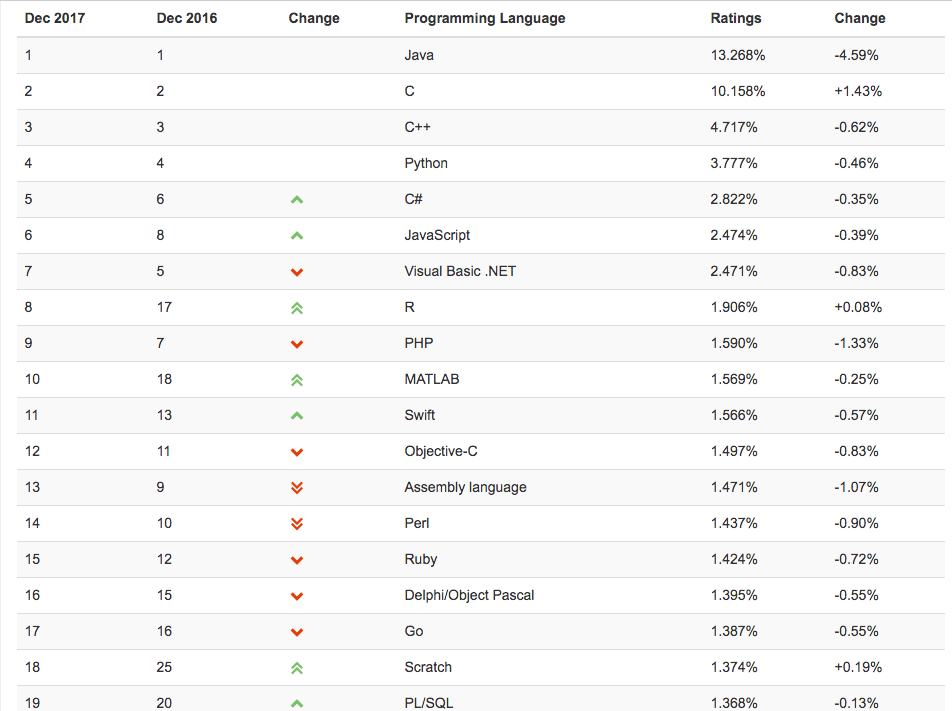 Dec 2017 Dec 2016 Change Programming Language Ratings Change
1 1 Java 13.268% -4.59%
2 2 C 10.158% +1.43%
3 3 C++ 4.717% -0.62%
4 4 Python 3.777% -0.46%
5 6 C# 2.822% -0.35%
6 8 JavaScript 2.474% -0.39%
7 5 Visual Basic .NET 2.471% -0.83%
8 17 R 1.906% +0.08%
9 7 PHP 1.590% -1.33%
10 18 MATLAB 1.569% -0.25%
11 13 Swift 1.566% -0.57%
12 11 Objective-C 1.497% -0.83%
13 9 Assembly language 1.471% -1.07%
14 10 Perl 1.437% -0.90%
15 12 Ruby 1.424% -0.72%
16 15 Delphi/Object Pascal 1.395% -0.55%
17 16 Go 1.387% -0.55%
18 25 Scratch 1.374% +0.19%
19 20 PL/SQL 1.368% -0.13%